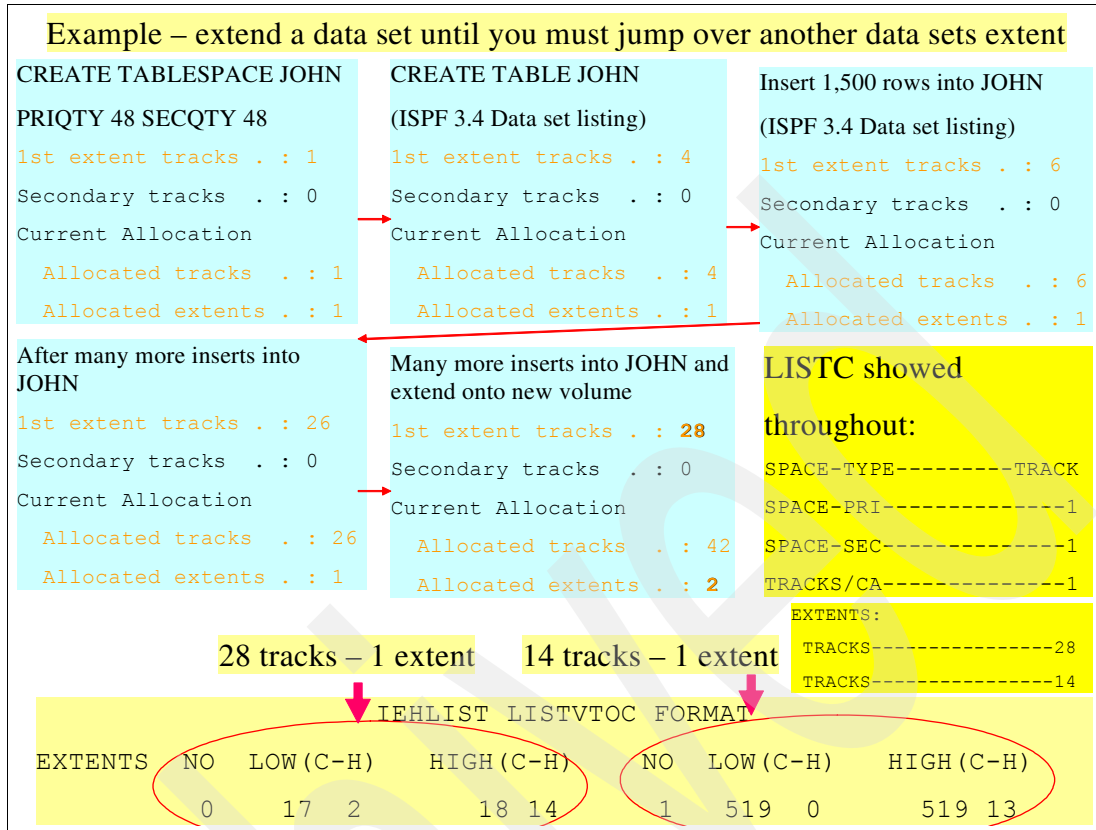 Example – extend a data set until you must jump over another data sets extent
CREATE TABLESPACE JOHN
PRIQTY 48 SECQTY 48
1st extent tracks . : 1
Secondary tracks  . : 0
Current Allocation
Allocated tracks  . : 1
Allocated extents . : 1
CREATE TABLE JOHN
(ISPF 3.4 Data set listing)
1st extent tracks . : 4
Secondary tracks  . : 0
Current Allocation
Allocated tracks  . : 4
Allocated extents . : 1
Insert 1,500 rows into JOHN
(ISPF 3.4 Data set listing)
1st extent tracks . : 6
Secondary tracks  . : 0
Current Allocation
Allocated tracks  . : 6
Allocated extents . : 1
After many more inserts into
JOHN
1st extent tracks . : 26
Secondary tracks  . : 0
Current Allocation
Allocated tracks  . : 26
Allocated extents . : 1
Many more inserts into JOHN and
extend onto new volume
1st extent tracks . : 28
Secondary tracks  . : 0
Current Allocation
Allocated tracks  . : 42
Allocated extents . : 2
LISTC showed
throughout:
SPACE-TYPE---------TRACK
SPACE-PRI--------------1
SPACE-SEC--------------1
TRACKS/CA--------------1
EXTENTS:
TRACKS----------------28
TRACKS----------------14
28 tracks – 1 extent
14 tracks – 1 extent
IEHLIST LISTVTOC FORMAT
EXTENTS NO LOW(C-H) HIGH(C-H) NO LOW(C-H) HIGH(C-H)
0 17 2 18 14 1 519 0 519 13